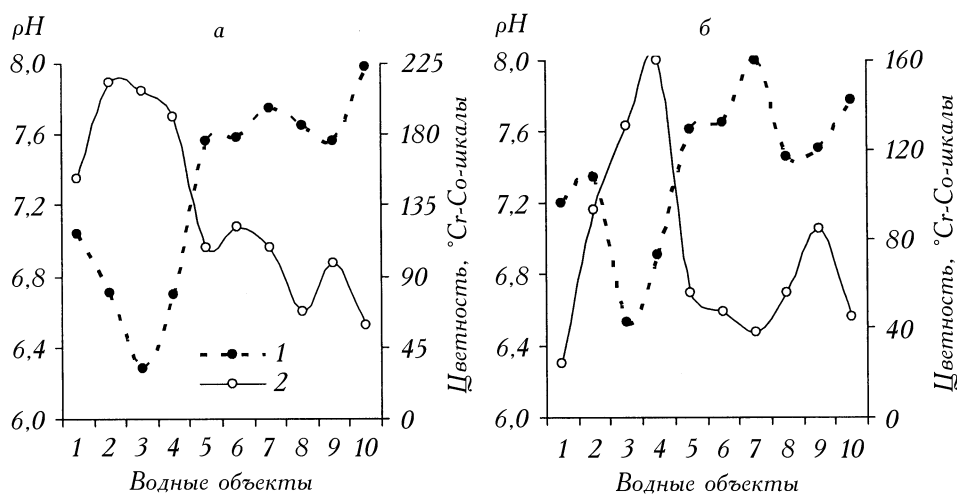 pH
а
8,0
7,6
7,2
6,8
6,4
6,0
225
180
135
90
45
0
Цветность, °Cr-Co-шкалы
1
2
1 2 3 4 5 6 7 8 9 10
Водные объекты
pH
б
8,0
7,6
7,2
6,8
6,4
6,0
160
120
80
40
0
Цветность, °Cr-Co-шкалы
1 2 3 4 5 6 7 8 9 10
Водные объекты